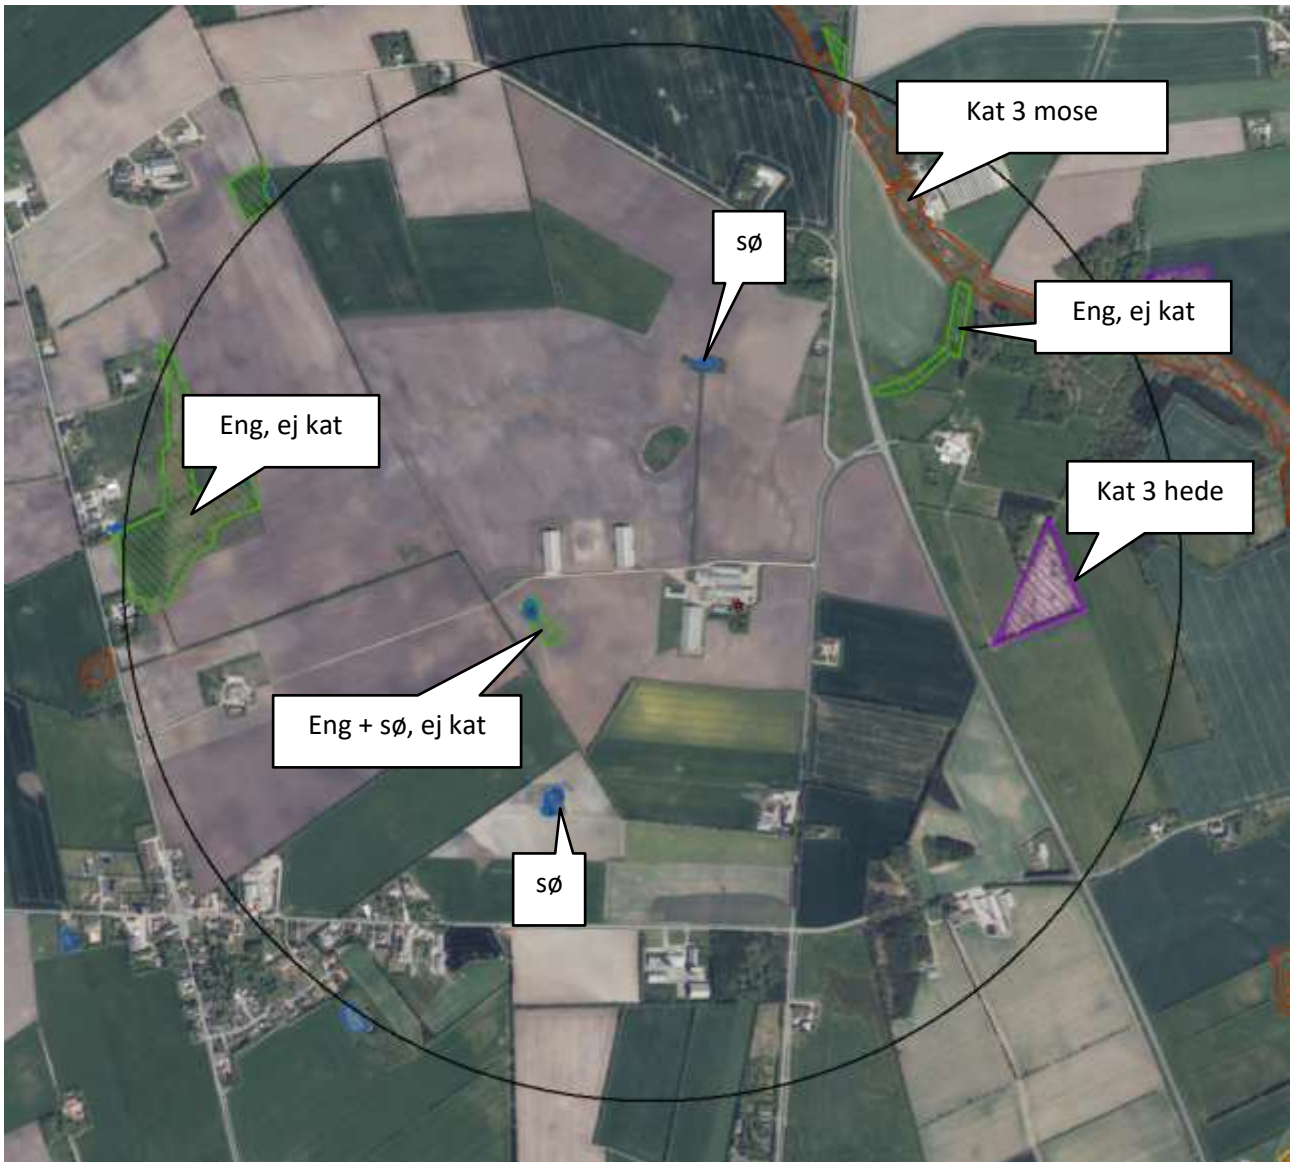 Kat 3 mose
sø
Eng, ej kat
Eng, ej kat
Kat 3 hede
Eng + sø, ej kat
sø